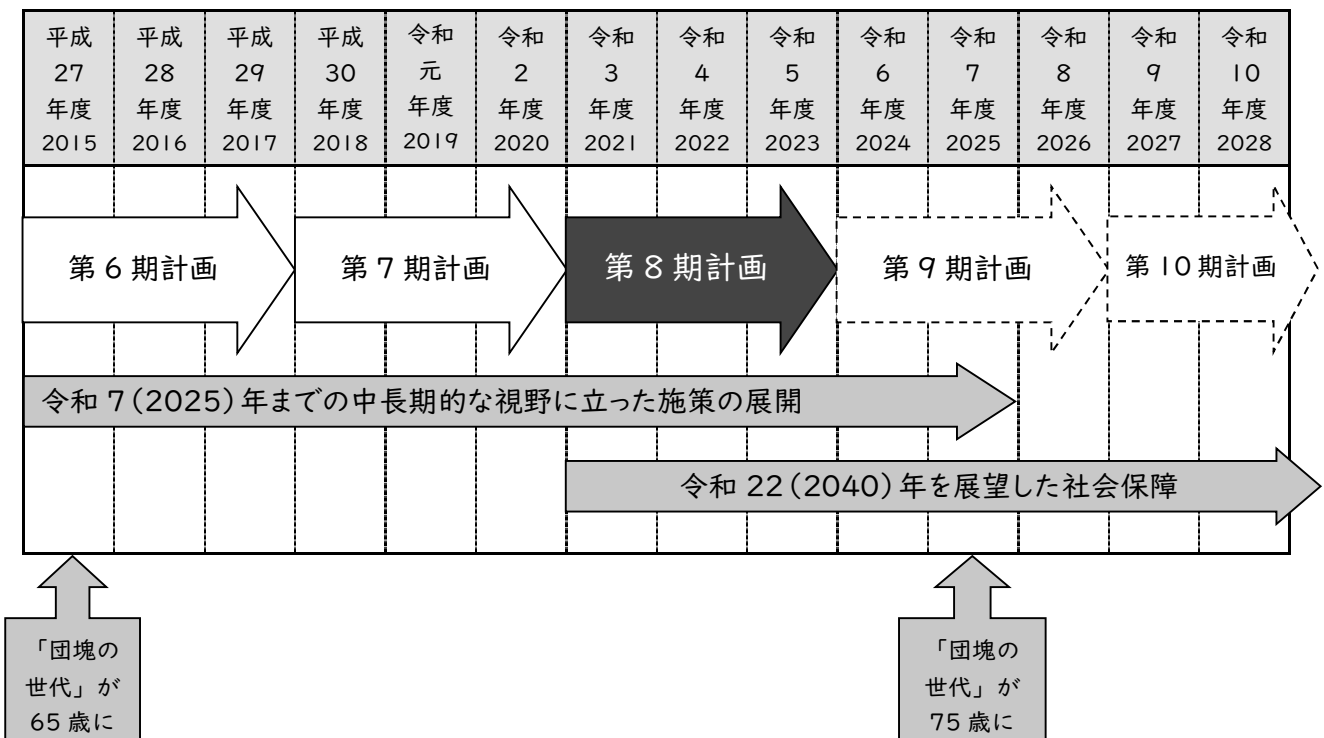 平成
27
年度
2015
平成
28
年度
2016
平成
29
年度
2017
平成
30
年度
2018
令和
元
年度
2019
令和
2
年度
2020
令和
3
年度
2021
令和
4
年度
2022
令和
5
年度
2023
令和
6
年度
2024
令和
7
年度
2025
令和
8
年度
2026
令和
9
年度
2027
令和
10
年度
2028
第6期計画
第7期計画
第8期計画
第9期計画
第10期計画
令和7(2025)年までの中長期的な視野に立った施策の展開
令和22(2040)年を展望した社会保障
「団塊の
世代」が
65歳に
「団塊の
世代」が
75歳に